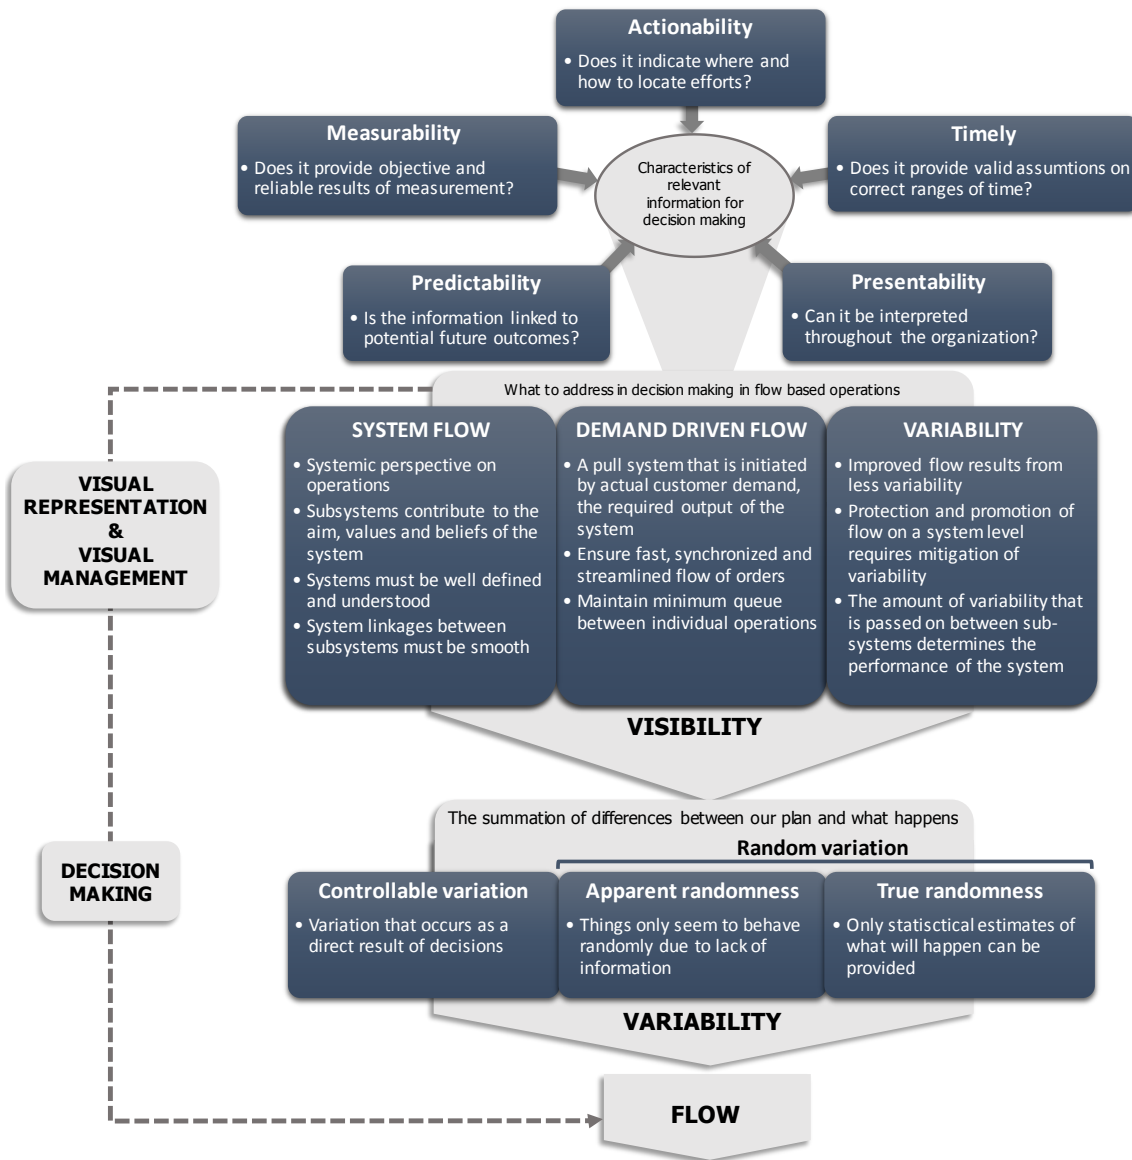 Actionability
• Does it indicate where and
how to locate efforts?
Measurability
• Does it provide objective and
reliable results of measurement?
Timely
• Does it provide valid assumtions on
correct ranges of time?
Characteristics of
relevant
information for
decision making
Predictability
• Is the information linked to
potential future outcomes?
Presentability
• Can it be interpreted
throughout the organization?
What to address in decision making in flow based operations
SYSTEM FLOW
• Systemic perspective on
operations
• Subsystems contribute to the
aim, values and beliefs of the
system
• Systems must be well defined
and understood
• System linkages between
subsystems must be smooth
DEMAND DRIVEN FLOW
• A pull system that is initiated
by actual customer demand,
the required output of the
system
• Ensure fast, synchronized and
streamlined flow of orders
• Maintain minimum queue
between individual operations
VARIABILITY
• Improved flow results from
less variability
• Protection and promotion of
flow on a system level
requires mitigation of
variability
• The amount of variability that
is passed on between sub-
systems determines the
performance of the system
VISUAL
REPRESENTATION
&
VISUAL
MANAGEMENT
VISIBILITY
The summation of differences between our plan and what happens
Random variation
DECISION
MAKING
Controllable variation
• Variation that occurs as a
direct result of decisions
Apparent randomness
• Things only seem to behave
randomly due to lack of
information
True randomness
• Only statisctical estimates of
what will happen can be
provided
VARIABILITY
FLOW